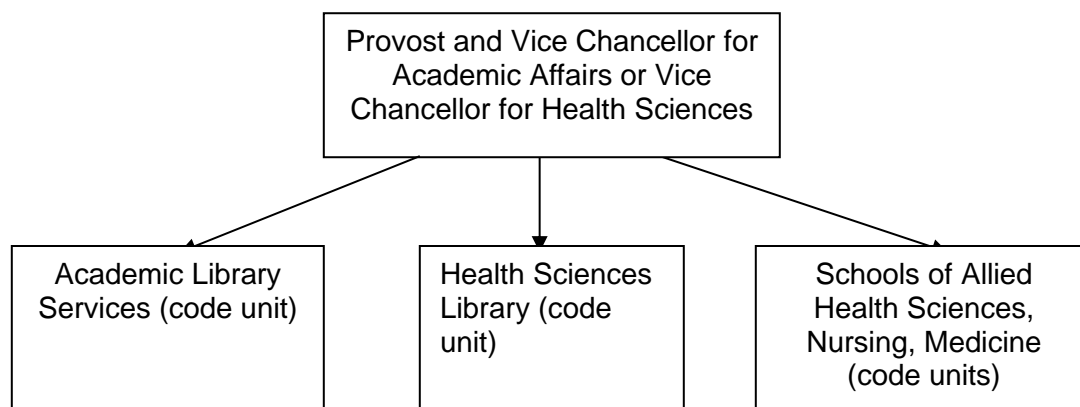 Provost and Vice Chancellor for
Academic Affairs or Vice
Chancellor for Health Sciences
Academic Library
Services (code unit)
Health Sciences
Library (code
unit)
Schools of Allied
Health Sciences,
Nursing, Medicine
(code units)